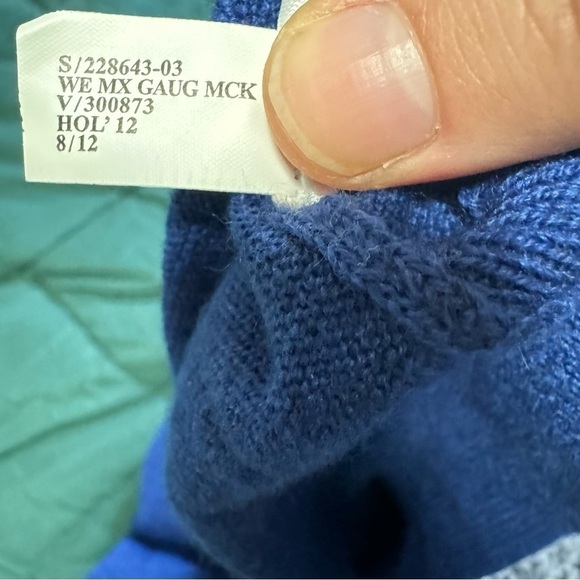 S/228643-03
WE MX GAUG MCK
V/300873
HOL' 12
8/12